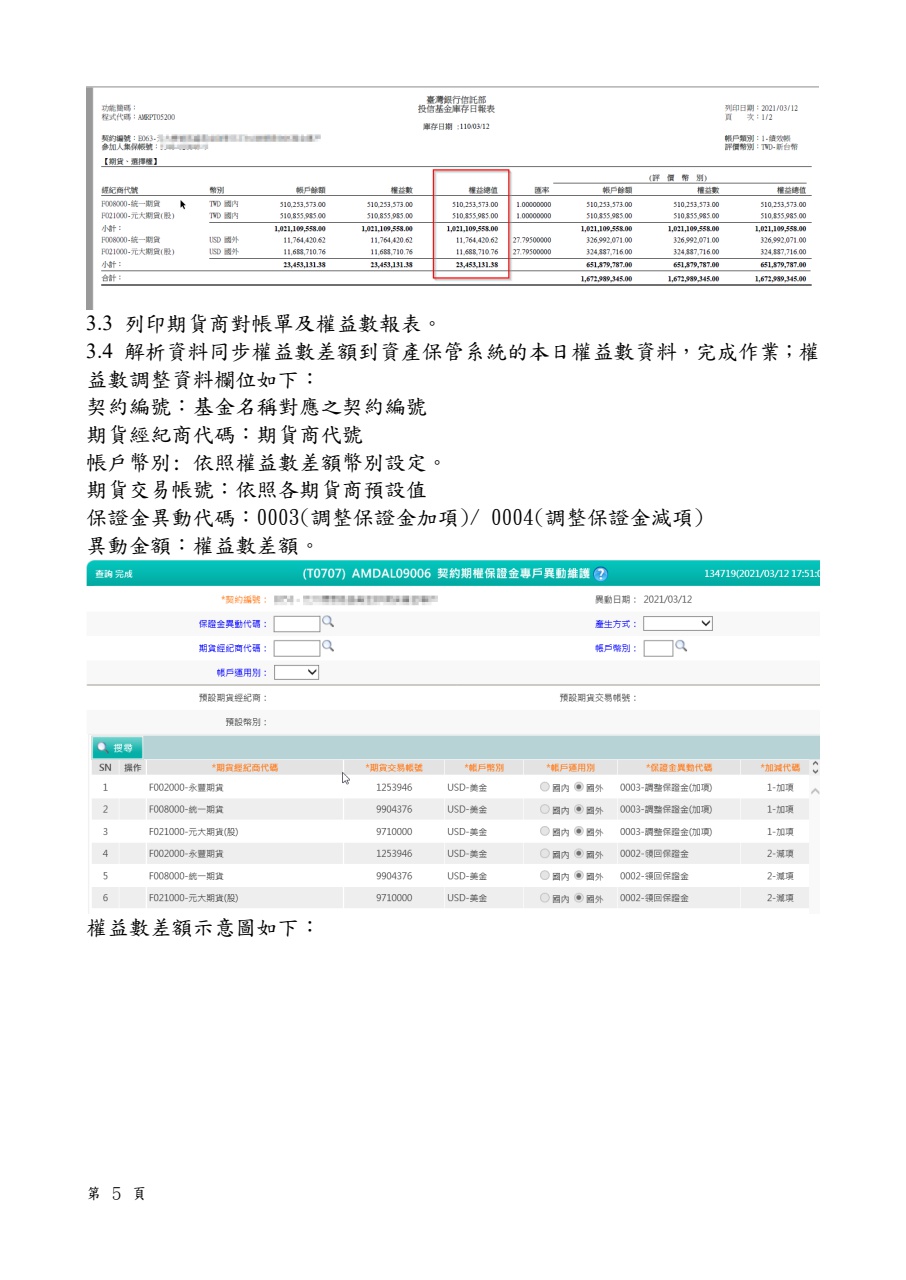 臺灣銀行信託部
投信基金庫存日報表
功能簡碼：
程式代碼：AMRPT05200
列印日期：2021/03/12
頁 次：1/2
庫存日期 :110/03/12
契約編號：E063-
帳戶類別：1-績效帳
參加人集保帳號：
評價幣別：TWD-新台幣
【期貨、選擇權】
(評 價 幣 別)
經紀商代號 幣別 帳戶餘額 權益數 權益總值 匯率 帳戶餘額 權益數 權益總值
F008000-統一期貨 TWD 國內 510,253,573.00 510,253,573.00 510,253,573.00 1.00000000 510,253,573.00 510,253,573.00 510,253,573.00
F021000-元大期貨(股) TWD 國內 510,855,985.00 510,855,985.00 510,855,985.00 1.00000000 510,855,985.00 510,855,985.00 510,855,985.00
小計： 1,021,109,558.00 1,021,109,558.00 1,021,109,558.00 1,021,109,558.00 1,021,109,558.00 1,021,109,558.00
F008000-統一期貨 USD 國外 11,764,420.62 11,764,420.62 11,764,420.62 27.79500000 326,992,071.00 326,992,071.00 326,992,071.00
F021000-元大期貨(股) USD 國外 11,688,710.76 11,688,710.76 11,688,710.76 27.79500000 324,887,716.00 324,887,716.00 324,887,716.00
小計： 23,453,131.38 23,453,131.38 23,453,131.38 651,879,787.00 651,879,787.00 651,879,787.00
合計： 1,672,989,345.00 1,672,989,345.00 1,672,989,345.00
3.3 列印期貨商對帳單及權益數報表。
3.4 解析資料同步權益數差額到資產保管系統的本日權益數資料，完成作業；權
益數調整資料欄位如下：
契約編號：基金名稱對應之契約編號
期貨經紀商代碼：期貨商代號
帳戶幣別: 依照權益數差額幣別設定。
期貨交易帳號：依照各期貨商預設值
保證金異動代碼：0003(調整保證金加項)/ 0004(調整保證金減項)
異動金額：權益數差額。
查詢 完成 (T0707) AMDAL09006 契約期權保證金專戶異動維護 ? 134719(2021/03/12 17:51:0
*契約編號： 異動日期： 2021/03/12
保證金異動代碼： 產生方式：
期貨經紀商代碼： 帳戶幣別：
帳戶運用別：
預設期貨經紀商： 預設期貨交易帳號：
預設幣別：
搜尋
SN 操作 *期貨經紀商代碼 *期貨交易帳號 *帳戶幣別 *帳戶運用別 *保證金異動代碼 *加減代碼
1 F002000-永豐期貨 1253946 USD-美金 國內 國外 0003-調整保證金(加項) 1-加項
2 F008000-統一期貨 9904376 USD-美金 國內 國外 0003-調整保證金(加項) 1-加項
3 F021000-元大期貨(股) 9710000 USD-美金 國內 國外 0003-調整保證金(加項) 1-加項
4 F002000-永豐期貨 1253946 USD-美金 國內 國外 0002-領回保證金 2-減項
5 F008000-統一期貨 9904376 USD-美金 國內 國外 0002-領回保證金 2-減項
6 F021000-元大期貨(股) 9710000 USD-美金 國內 國外 0002-領回保證金 2-減項
權益數差額示意圖如下：
第 5 頁